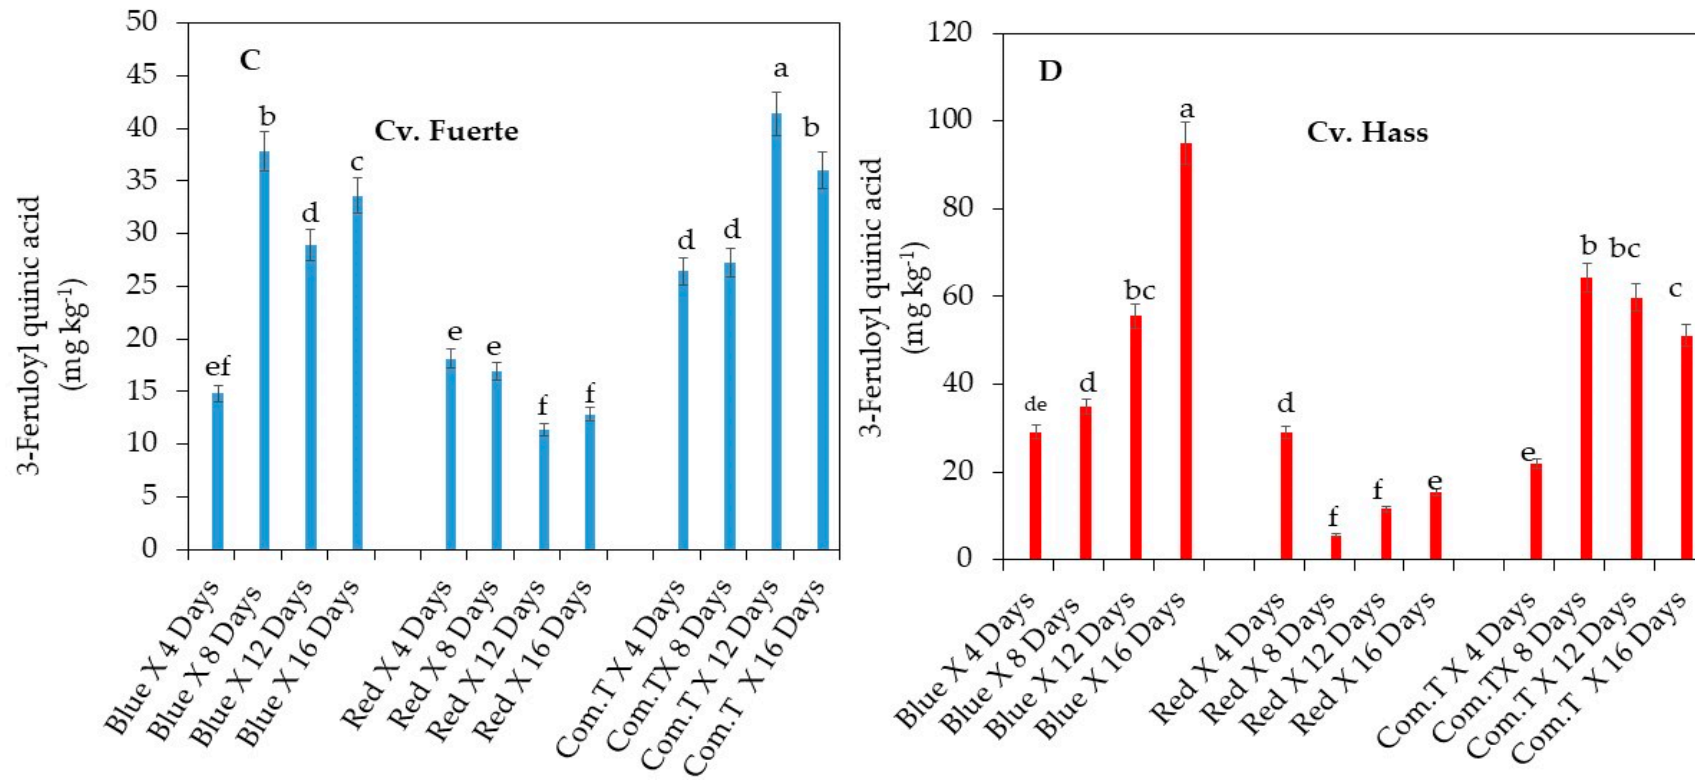 C
Cv. Fuerte
3-Feruloyl quinic acid
(mg kg⁻¹)
50
45
40
35
30
25
20
15
10
5
0
ef
b
d
c
e
e
f
f
d
d
a
b
Blue X 4 Days
Blue X 8 Days
Blue X 12 Days
Blue X 16 Days
Red X 4 Days
Red X 8 Days
Red X 12 Days
Red X 16 Days
Com.T X 4 Days
Com.TX 8 Days
Com.T X 12 Days
Com.T X 16 Days
D
Cv. Hass
3-Feruloyl quinic acid
(mg kg⁻¹)
120
100
80
60
40
20
0
de
d
bc
a
d
f
f
e
e
b
bc
c
Blue X 4 Days
Blue X 8 Days
Blue X 12 Days
Blue X 16 Days
Red X 4 Days
Red X 8 Days
Red X 12 Days
Red X 16 Days
Com.T X 4 Days
Com.TX 8 Days
Com.T X 12 Days
Com.T X 16 Days